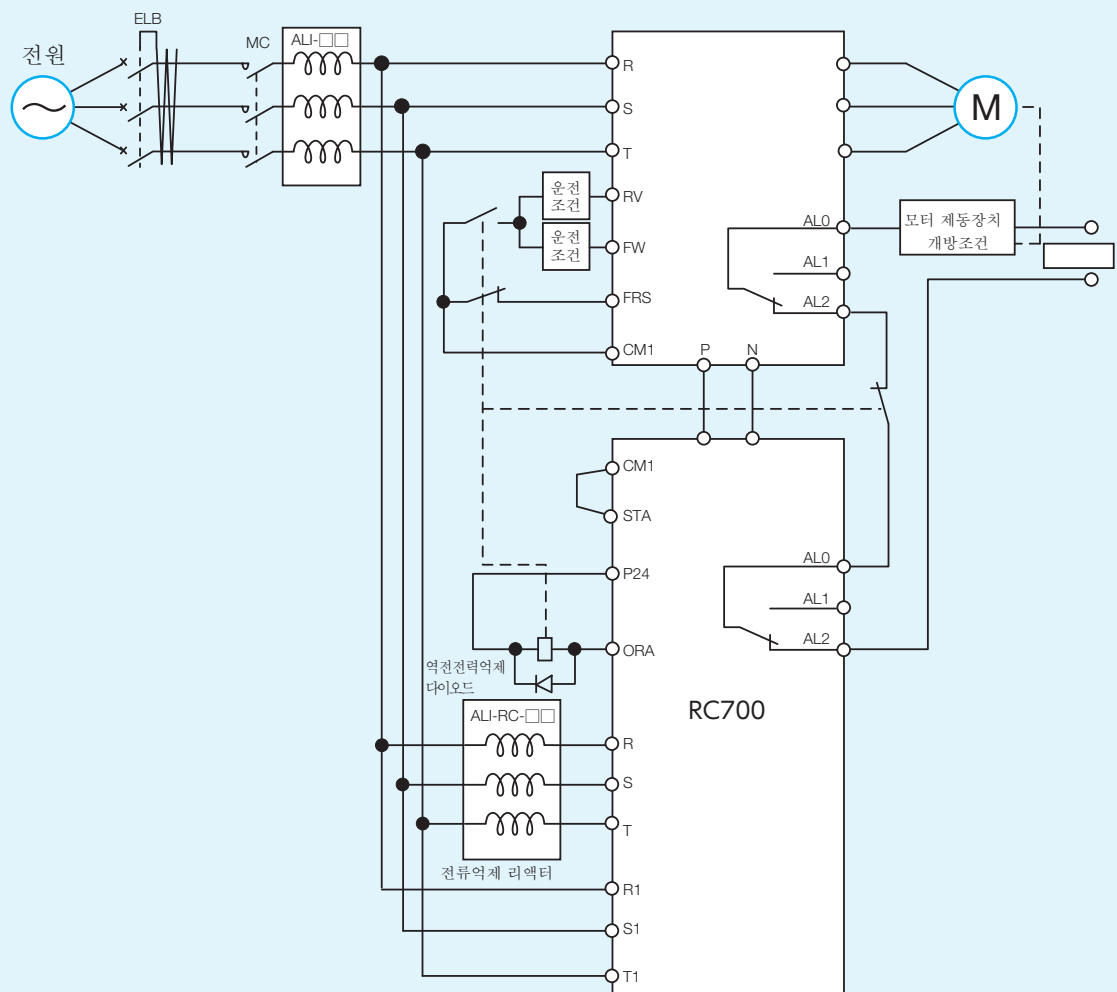 ELB
전원
MC
ALI-□□
R
S
T
M
운전
조건
RV
운전
조건
FW
FRS
CM1
AL0
AL1
AL2
모터 제동장치
개방조건
P
N
CM1
STA
P24
ORA
AL0
AL1
AL2
역전전력억제
다이오드
RC700
ALI-RC-□□
R
S
T
전류억제 리액터
R1
S1
T1